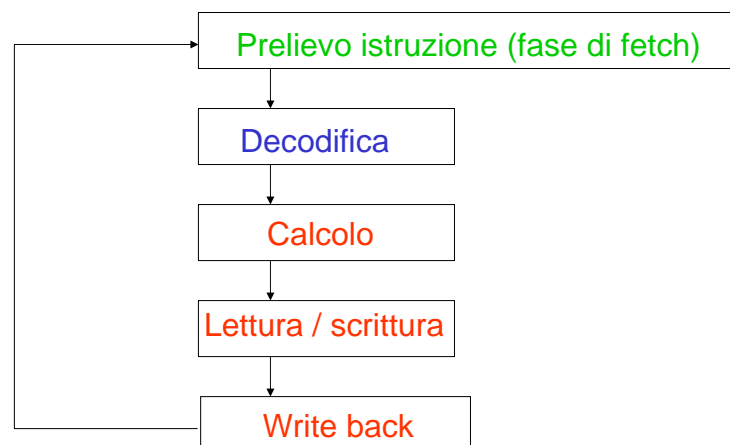 Prelievo istruzione (fase di fetch)
Decodifica
Calcolo
Lettura / scrittura
Write back